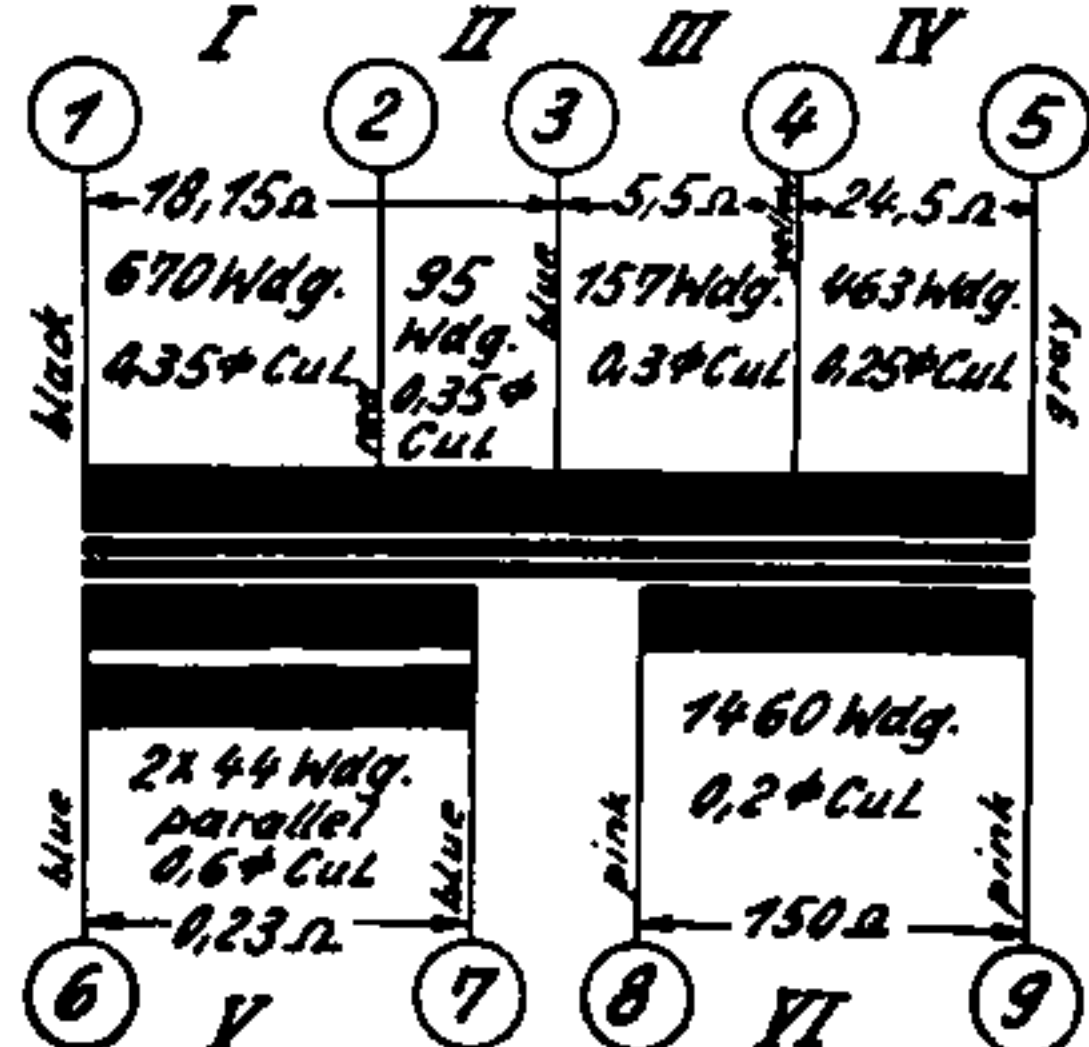 I II III IV
1 2 3 4 5
18,15Ω 5,5Ω 24,5Ω
670 Wdg.
0,35⌀ CuL
95
Wdg.
0,35⌀
CuL
157 Wdg.
0,3⌀ CuL
463 Wdg.
0,25⌀ CuL
black
red
blue
gray
2x 44 Wdg.
parallel
0,6⌀ CuL
0,23Ω
blue
blue
1460 Wdg.
0,2⌀ CuL
150Ω
pink
pink
6 7 8 9
V VI